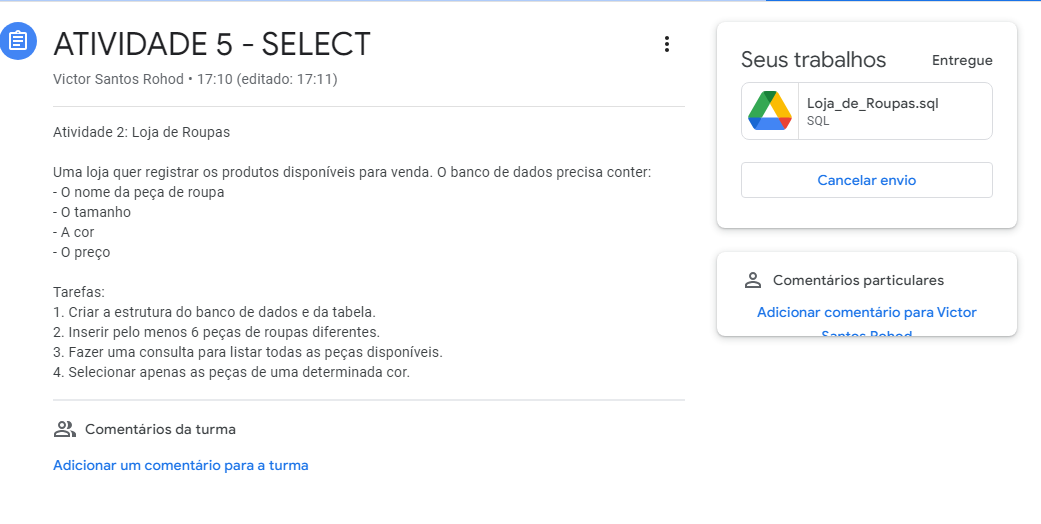 ATIVIDADE 5 - SELECT
Victor Santos Rohod • 17:10 (editado: 17:11)
Atividade 2: Loja de Roupas
Uma loja quer registrar os produtos disponíveis para venda. O banco de dados precisa conter:
- O nome da peça de roupa
- O tamanho
- A cor
- O preço
Tarefas:
1. Criar a estrutura do banco de dados e da tabela.
2. Inserir pelo menos 6 peças de roupas diferentes.
3. Fazer uma consulta para listar todas as peças disponíveis.
4. Selecionar apenas as peças de uma determinada cor.
Comentários da turma
Adicionar um comentário para a turma
Seus trabalhos
Entregue
Loja_de_Roupas.sql
SQL
Cancelar envio
Comentários particulares
Adicionar comentário para Victor
Santos Rohod